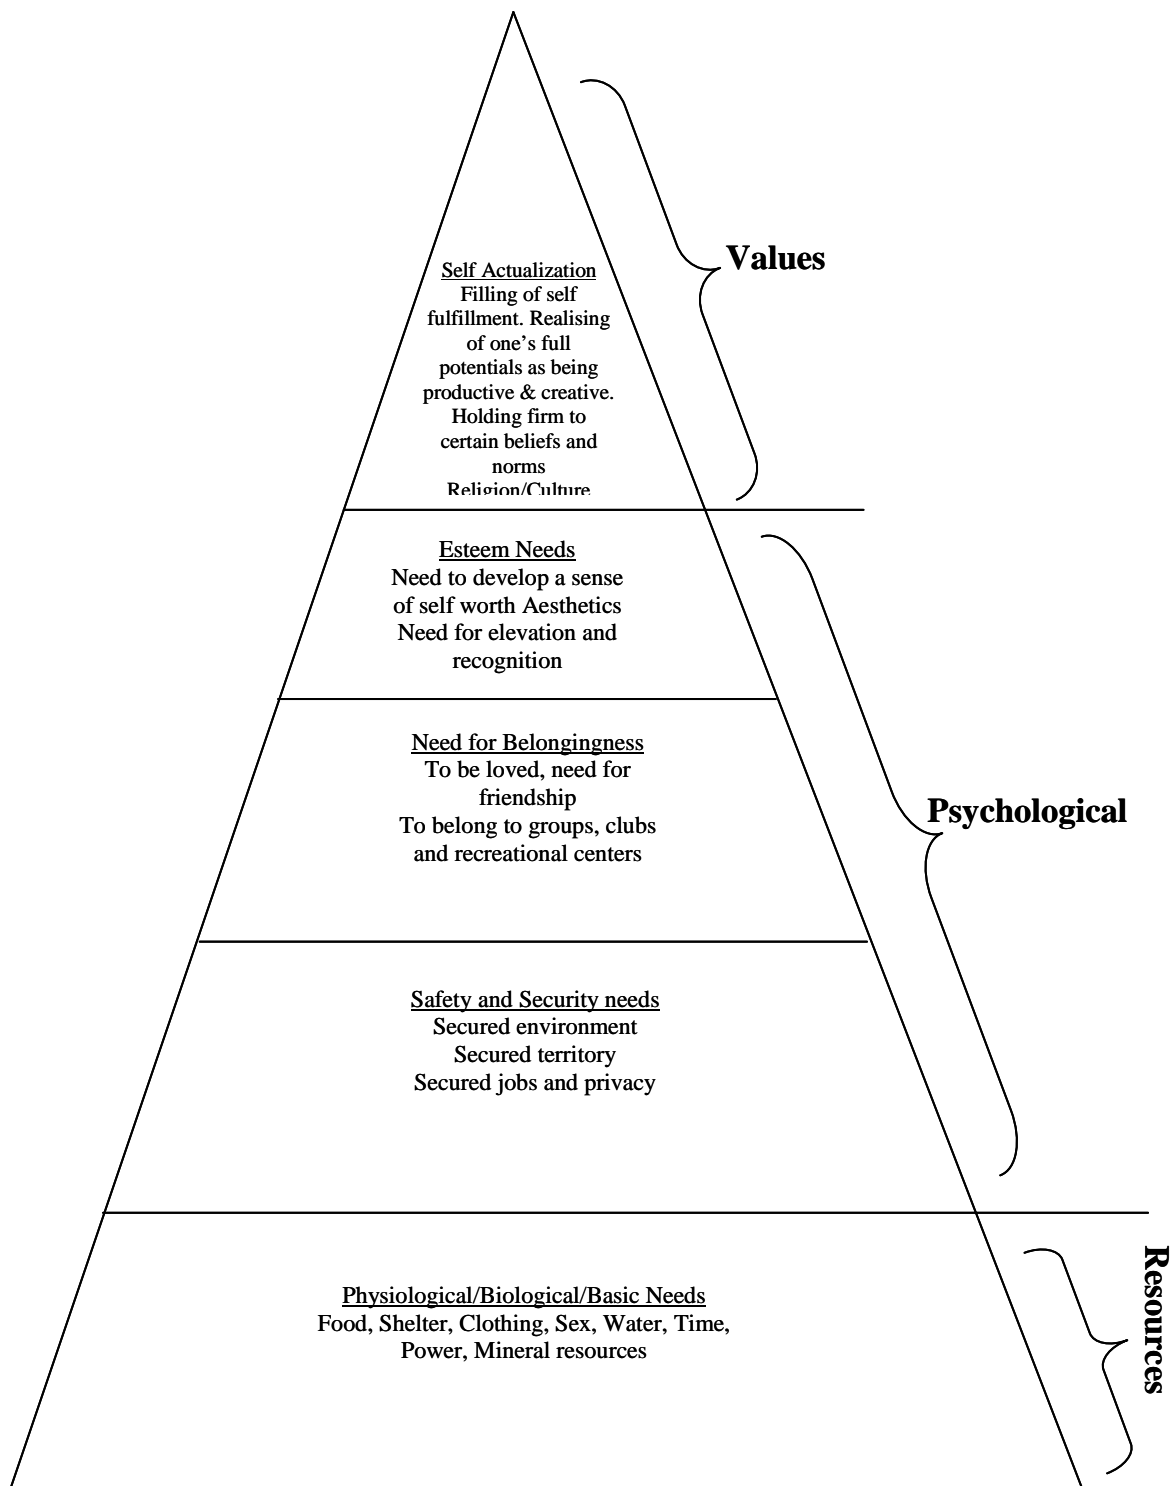 Values
Self Actualization
Filling of self
fulfillment. Realising
of one's full
potentials as being
productive & creative.
Holding firm to
certain beliefs and
norms
Religion/Culture
Esteem Needs
Need to develop a sense
of self worth Aesthetics
Need for elevation and
recognition
Need for Belongingness
To be loved, need for
friendship
To belong to groups, clubs
and recreational centers
Psychological
Safety and Security needs
Secured environment
Secured territory
Secured jobs and privacy
Physiological/Biological/Basic Needs
Food, Shelter, Clothing, Sex, Water, Time,
Power, Mineral resources
Resources